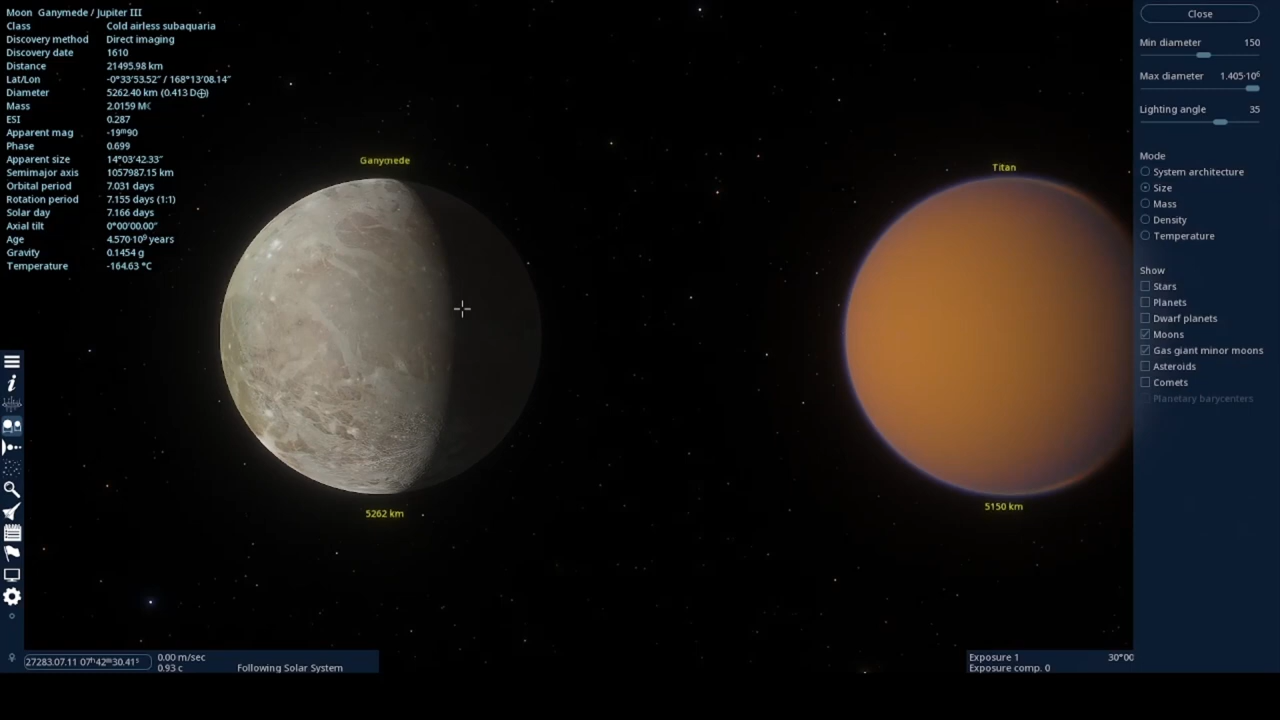 Moon Ganymede / Jupiter III
Class Cold airless subaquaria
Discovery method Direct imaging
Discovery date 1610
Distance 21495.98 km
Lat/Lon -0°33′53.52″ / 168°13′08.14″
Diameter 5262.40 km (0.413 D⊕)
Mass 2.0159 M☾
ESI 0.287
Apparent mag -19ᵐ90
Phase 0.699
Apparent size 14°03′42.33″
Semimajor axis 1057987.15 km
Orbital period 7.031 days
Rotation period 7.155 days (1:1)
Solar day 7.166 days
Axial tilt 0°00′00.00″
Age 4.570·10⁹ years
Gravity 0.1454 g
Temperature -164.63 °C
Ganymede
5262 km
Titan
5150 km
Close
Min diameter 150
Max diameter 1.405·10⁶
Lighting angle 35
Mode
System architecture
Size
Mass
Density
Temperature
Show
Stars
Planets
Dwarf planets
Moons
Gas giant minor moons
Asteroids
Comets
Planetary barycenters
27283.07.11 07ʰ42ᵐ30.41ˢ
0.00 m/sec
0.93 c
Following Solar System
Exposure 1 30°00
Exposure comp. 0